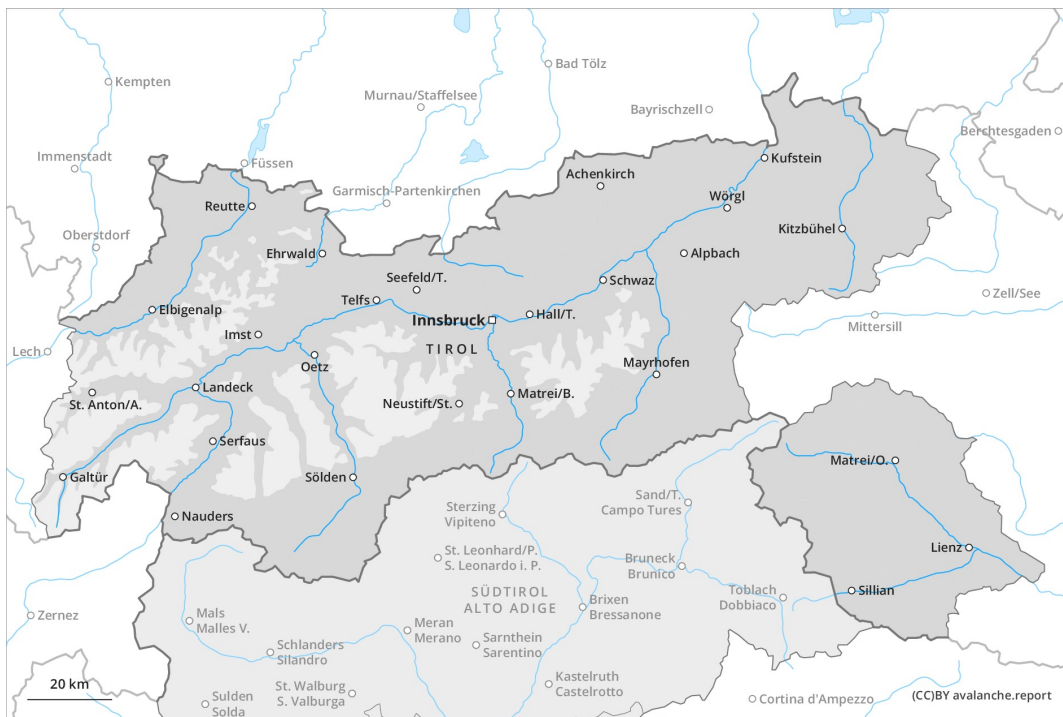 Kempten
Bad Tölz
Murnau/Staffelsee
Bayrischzell
Berchtesgaden
Immenstadt
Füssen
Kufstein
Achenkirch
Garmisch-Partenkirchen
Reutte
Wörgl
Oberstdorf
Kitzbühel
Ehrwald
Alpbach
Seefeld/T.
Schwaz
Zell/See
Telfs
Elbigenalp
Innsbruck
Hall/T.
Mittersill
Imst
TIROL
Lech
Oetz
Mayrhofen
Landeck
St. Anton/A.
Neustift/St.
Matrei/B.
Serfaus
Matrei/O.
Galtür
Sölden
Sand/T.
Campo Tures
Sterzing
Vipiteno
Nauders
Lienz
St. Leonhard/P.
S. Leonardo i. P.
Bruneck
Brunico
SÜDTIROL
ALTO ADIGE
Toblach
Dobbiaco
Sillian
Brixen
Bressanone
Zernez
Mals
Malles V.
Meran
Merano
Sarnthein
Sarentino
Schlanders
Silandro
Kastelruth
Castelrotto
St. Walburg
S. Valburga
20 km
Sulden
Solda
Cortina d'Ampezzo
(CC)BY avalanche.report